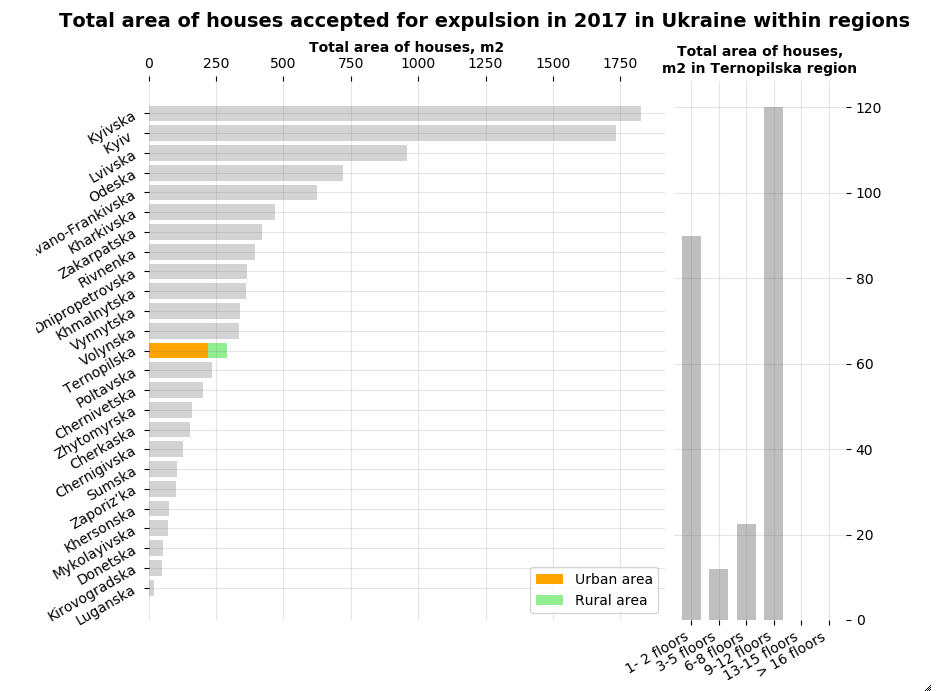 Total area of houses accepted for expulsion in 2017 in Ukraine within regions
Total area of houses, m2
0 250 500 750 1000 1250 1500 1750
Kyivska
Kyiv
Lvivska
Odeska
vano-Frankivska
Kharkivska
Zakarpatska
Rivnenka
Dnipropetrovska
Khmalnytska
Vynnytska
Volynska
Ternopilska
Poltavska
Chernivetska
Zhytomyrska
Cherkaska
Chernigivska
Sumska
Zaporiz'ka
Khersonska
Mykolayivska
Donetska
Kirovogradska
Luganska
Urban area
Rural area
Total area of houses,
m2 in Ternopilska region
120
100
80
60
40
20
0
1- 2 floors
3-5 floors
6-8 floors
9-12 floors
13-15 floors
> 16 floors